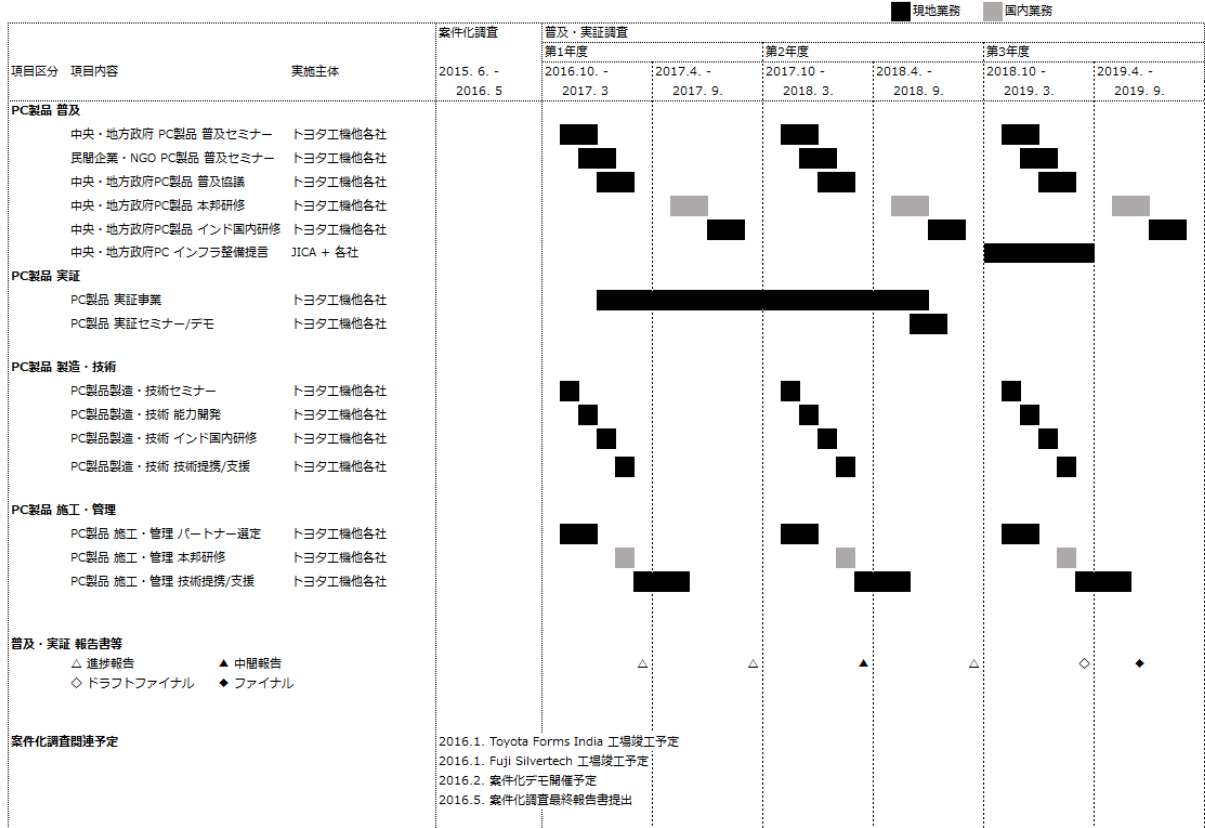 現地業務 国内業務
案件化調査 普及・実証調査
第1年度 第2年度 第3年度
項目区分 項目内容 実施主体 2015. 6. - 2016.10. - 2017.4. - 2017.10 - 2018.4. - 2018.10 - 2019.4. -
2016. 5 2017. 3 2017. 9. 2018. 3. 2018. 9. 2019. 3. 2019. 9.
PC製品 普及
中央・地方政府 PC製品 普及セミナー トヨタ工機他各社
民間企業・NGO PC製品 普及セミナー トヨタ工機他各社
中央・地方政府PC製品 普及協議 トヨタ工機他各社
中央・地方政府PC製品 本邦研修 トヨタ工機他各社
中央・地方政府PC製品 インド国内研修 トヨタ工機他各社
中央・地方政府PC インフラ整備提言 JICA + 各社
PC製品 実証
PC製品 実証事業 トヨタ工機他各社
PC製品 実証セミナー/デモ トヨタ工機他各社
PC製品 製造・技術
PC製品製造・技術セミナー トヨタ工機他各社
PC製品製造・技術 能力開発 トヨタ工機他各社
PC製品製造・技術 インド国内研修 トヨタ工機他各社
PC製品製造・技術 技術提携/支援 トヨタ工機他各社
PC製品 施工・管理
PC製品 施工・管理 パートナー選定 トヨタ工機他各社
PC製品 施工・管理 本邦研修 トヨタ工機他各社
PC製品 施工・管理 技術提携/支援 トヨタ工機他各社
普及・実証 報告書等
△ 進捗報告 ▲ 中間報告 △ △ ▲ △ ◇ ◆
◇ ドラフトファイナル ◆ ファイナル
案件化調査関連予定 2016.1. Toyota Forms India 工場竣工予定
2016.1. Fuji Silvertech 工場竣工予定
2016.2. 案件化デモ開催予定
2016.5. 案件化調査最終報告書提出